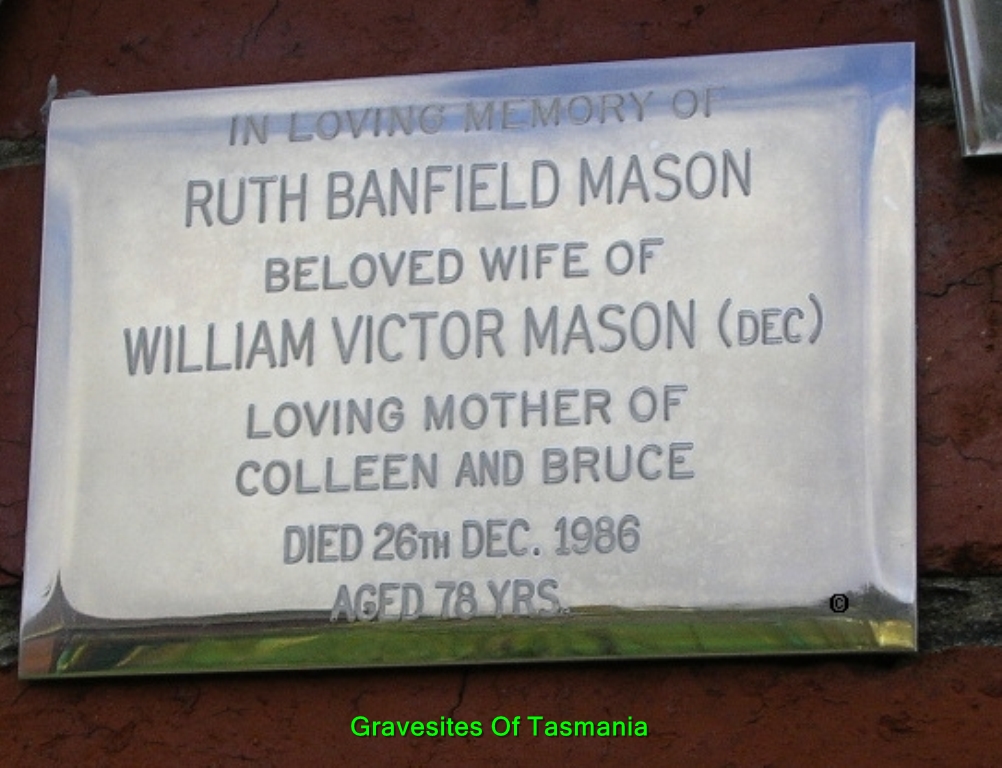 IN LOVING MEMORY OF
RUTH BANFIELD MASON
BELOVED WIFE OF
WILLIAM VICTOR MASON (DEC)
LOVING MOTHER OF
COLLEEN AND BRUCE
DIED 26TH DEC. 1986
AGED 78 YRS.
©
Gravesites Of Tasmania